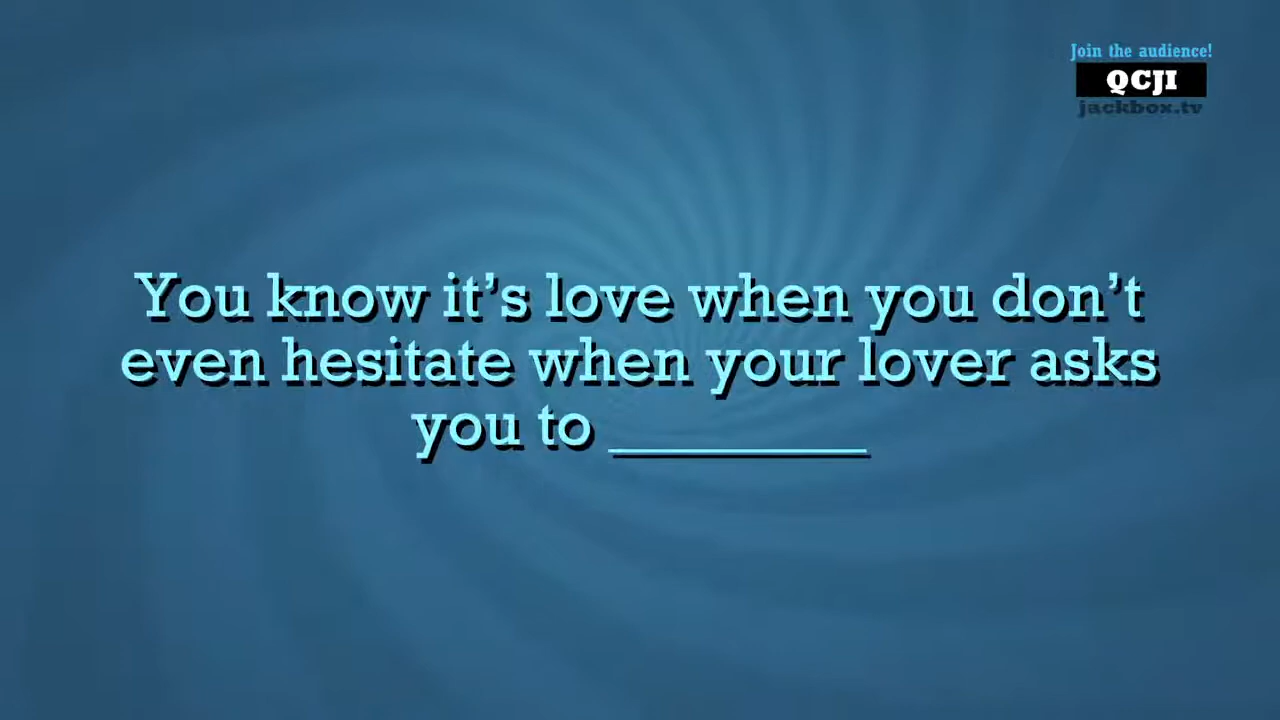 Join the audience!
QCJI
jackbox.tv
You know it’s love when you don’t
even hesitate when your lover asks
you to ________